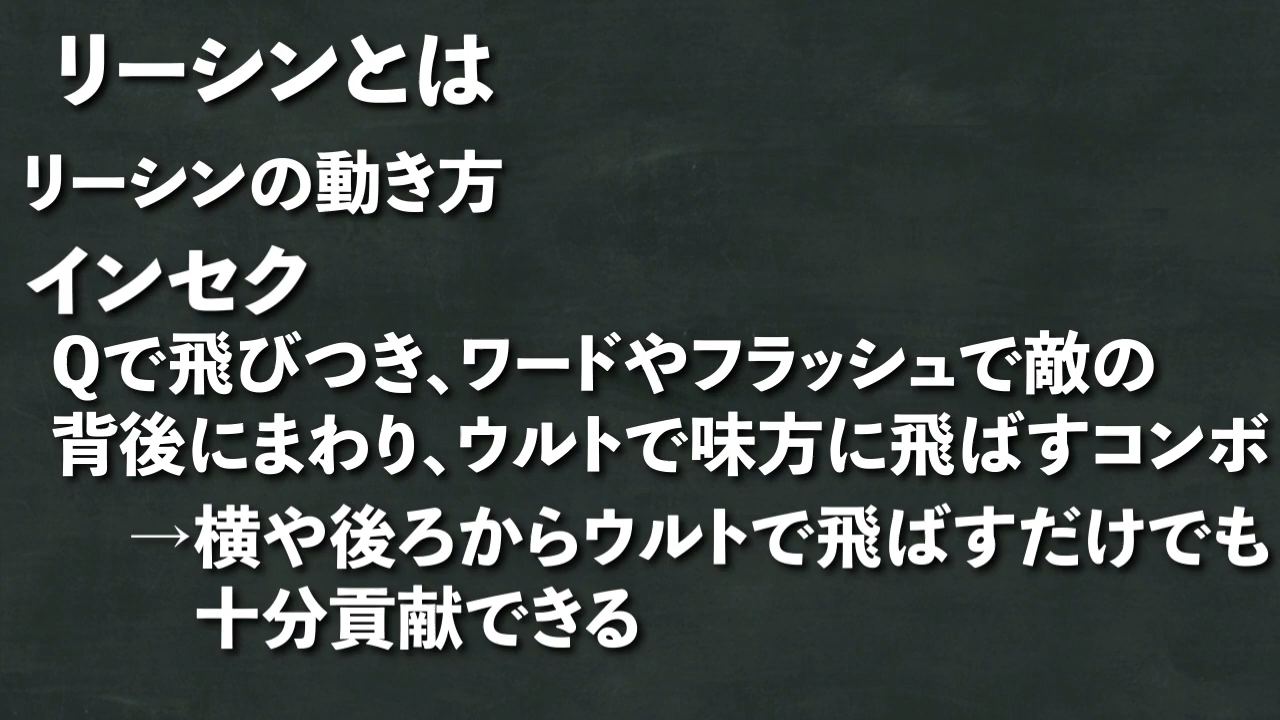 リーシンとは
リーシンの動き方
インセク
Qで飛びつき、ワードやフラッシュで敵の
背後にまわり、ウルトで味方に飛ばすコンボ
→横や後ろからウルトで飛ばすだけでも
十分貢献できる